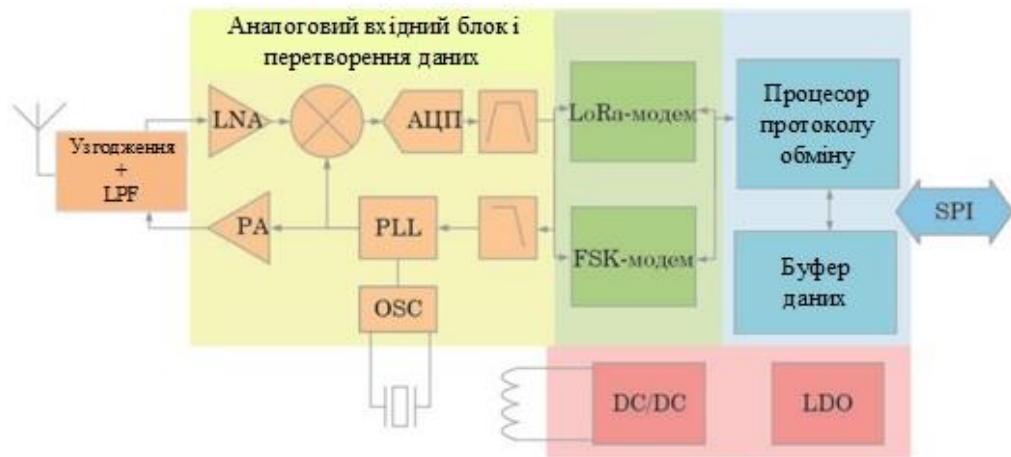 Аналоговий вхідний блок і
перетворення даних
LNA
АЦП
LoRa-модем
Процесор
протоколу
обміну
Узгодження
+
LPF
PA
PLL
FSK-модем
SPI
Буфер
даних
OSC
DC/DC
LDO